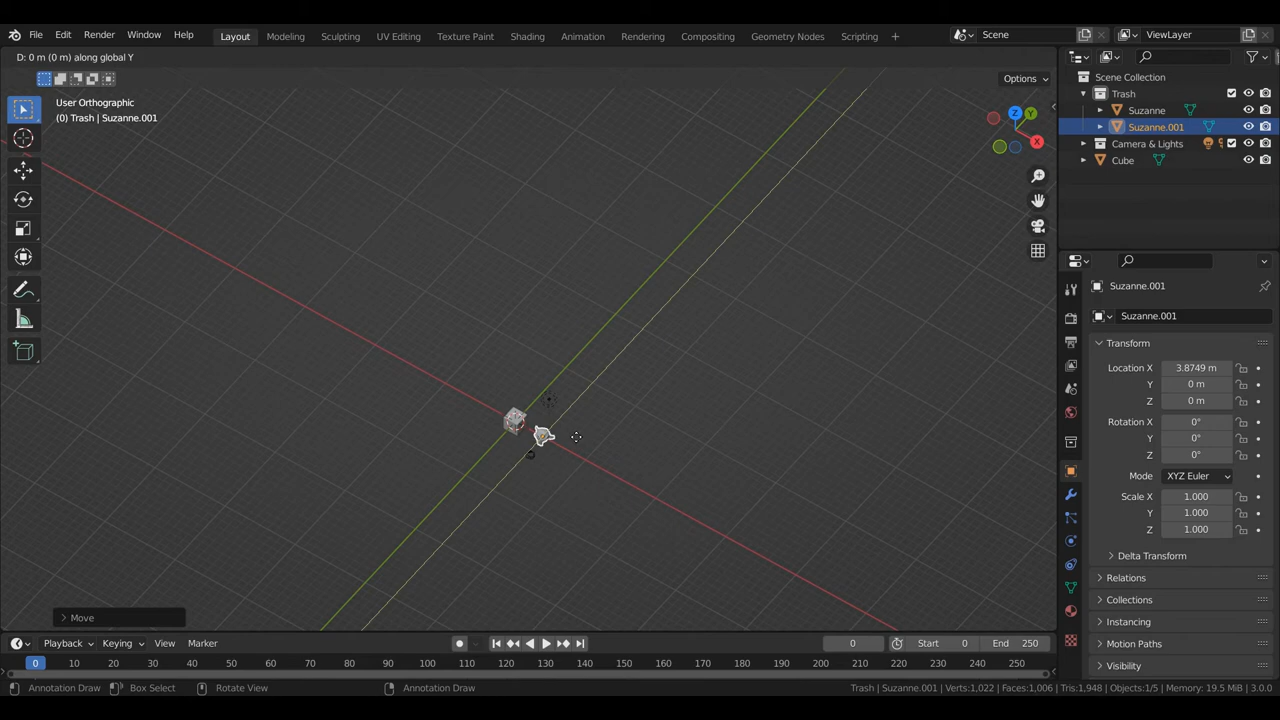 File Edit Render Window Help Layout Modeling Sculpting UV Editing Texture Paint Shading Animation Rendering Compositing Geometry Nodes Scripting + Scene ViewLayer
D: 0 m (0 m) along global Y
Options
User Orthographic
(0) Trash | Suzanne.001
Z
Y
X
Move
Scene Collection
Trash
Suzanne
Suzanne.001
Camera & Lights
Cube
Suzanne.001
Suzanne.001
Transform
Location X 3.8749 m
Y 0 m
Z 0 m
Rotation X 0°
Y 0°
Z 0°
Mode XYZ Euler
Scale X 1.000
Y 1.000
Z 1.000
Delta Transform
Relations
Collections
Instancing
Motion Paths
Visibility
Playback Keying View Marker 0 Start 0 End 250
0 10 20 30 40 50 60 70 80 90 100 110 120 130 140 150 160 170 180 190 200 210 220 230 240 250
Annotation Draw Box Select Rotate View Annotation Draw Trash | Suzanne.001 | Verts:1,022 | Faces:1,006 | Tris:1,948 | Objects:1/5 | Memory: 19.5 MiB | 3.0.0